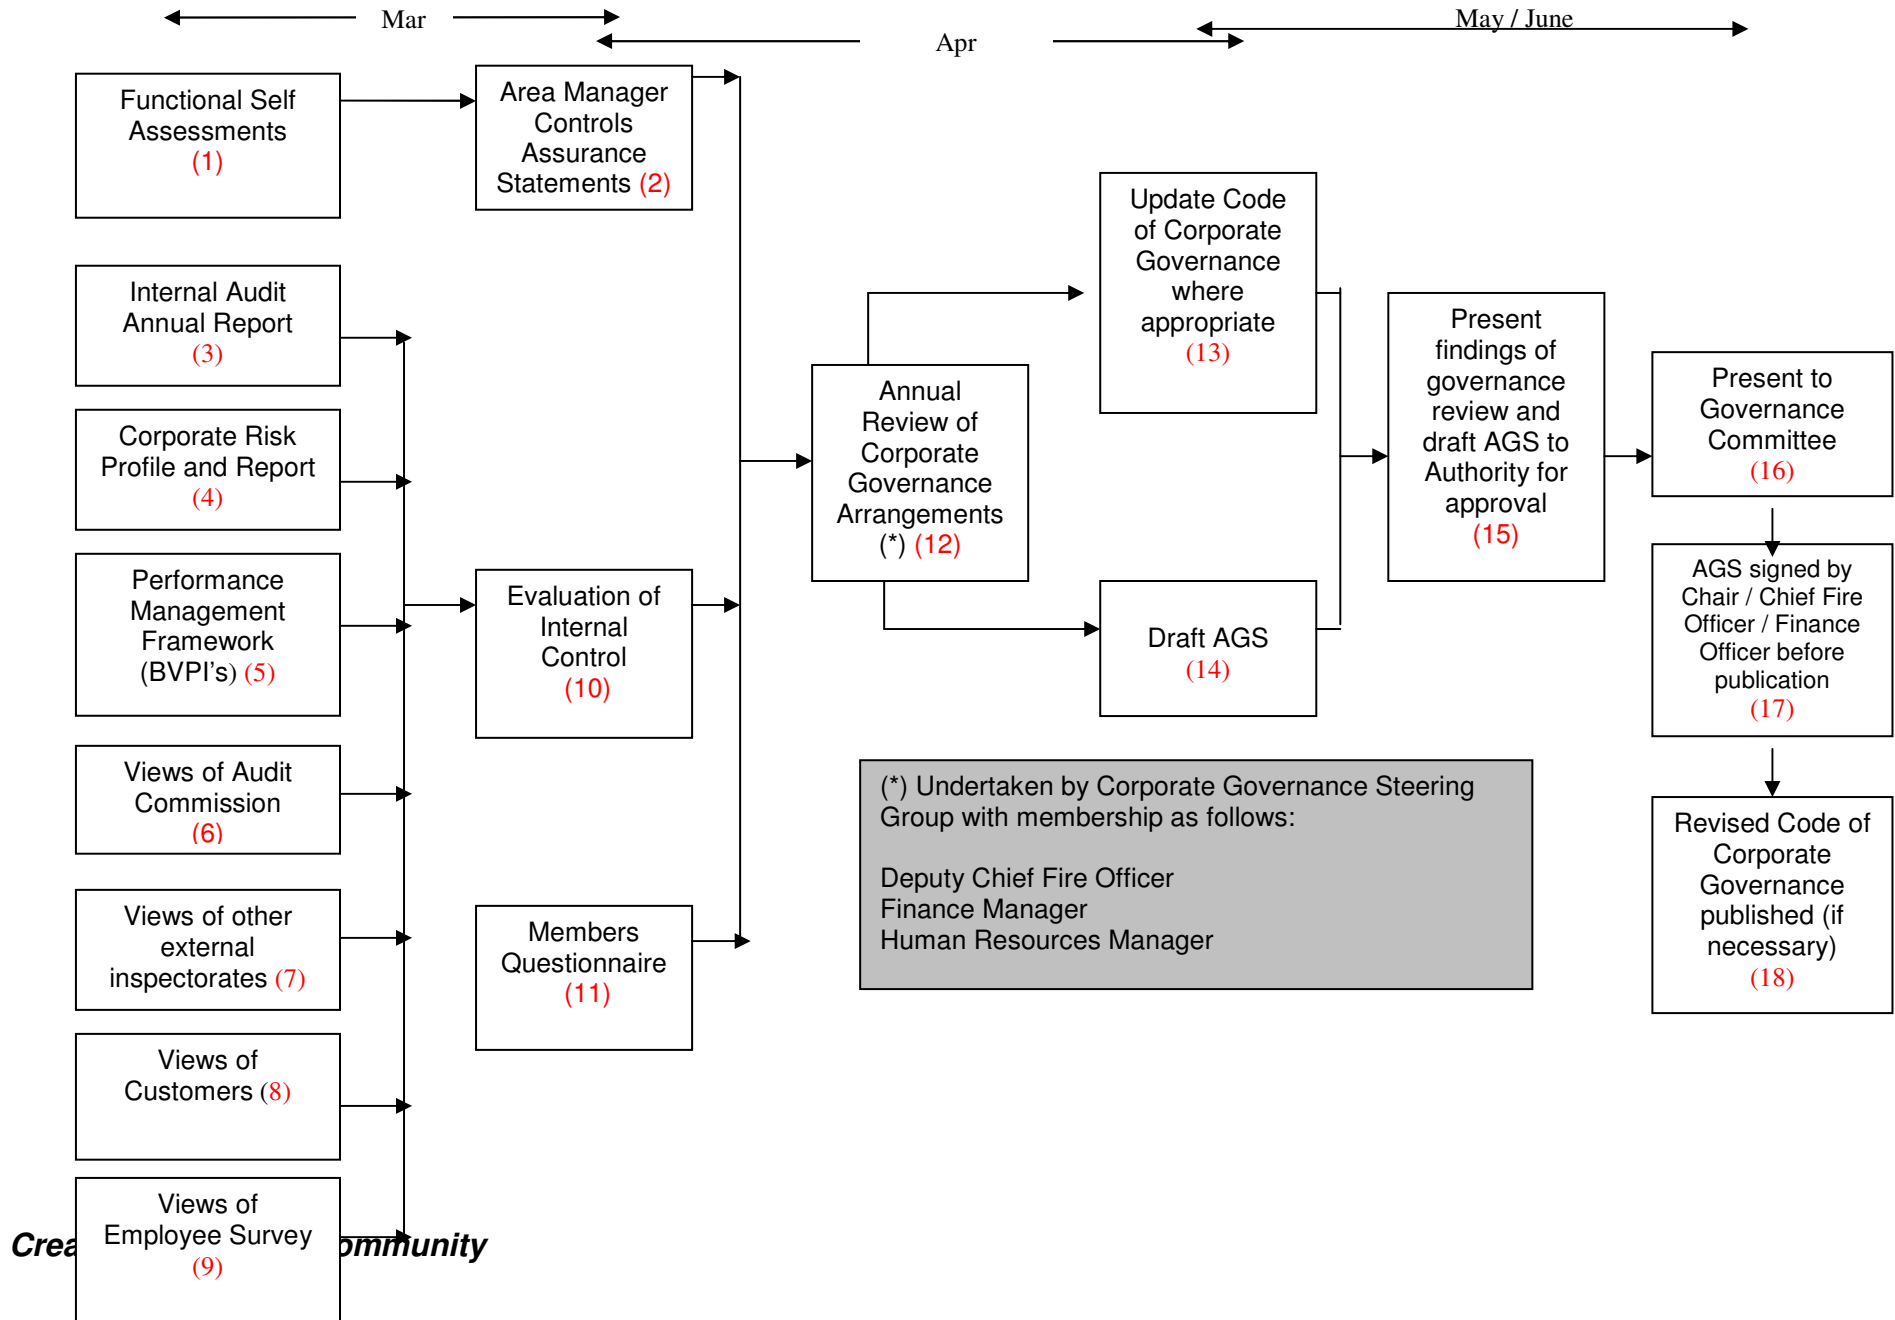 Mar
Apr
May / June
Functional Self
Assessments
(1)
Area Manager
Controls
Assurance
Statements (2)
Internal Audit
Annual Report
(3)
Corporate Risk
Profile and Report
(4)
Performance
Management
Framework
(BVPI's) (5)
Views of Audit
Commission
(6)
Views of other
external
inspectorates (7)
Views of
Customers (8)
Views of
Employee Survey
(9)
Evaluation of
Internal
Control
(10)
Members
Questionnaire
(11)
Annual
Review of
Corporate
Governance
Arrangements
(*) (12)
Update Code
of Corporate
Governance
where
appropriate
(13)
Draft AGS
(14)
Present
findings of
governance
review and
draft AGS to
Authority for
approval
(15)
Present to
Governance
Committee
(16)
AGS signed by
Chair / Chief Fire
Officer / Finance
Officer before
publication
(17)
Revised Code of
Corporate
Governance
published (if
necessary)
(18)
(*) Undertaken by Corporate Governance Steering
Group with membership as follows:
Deputy Chief Fire Officer
Finance Manager
Human Resources Manager